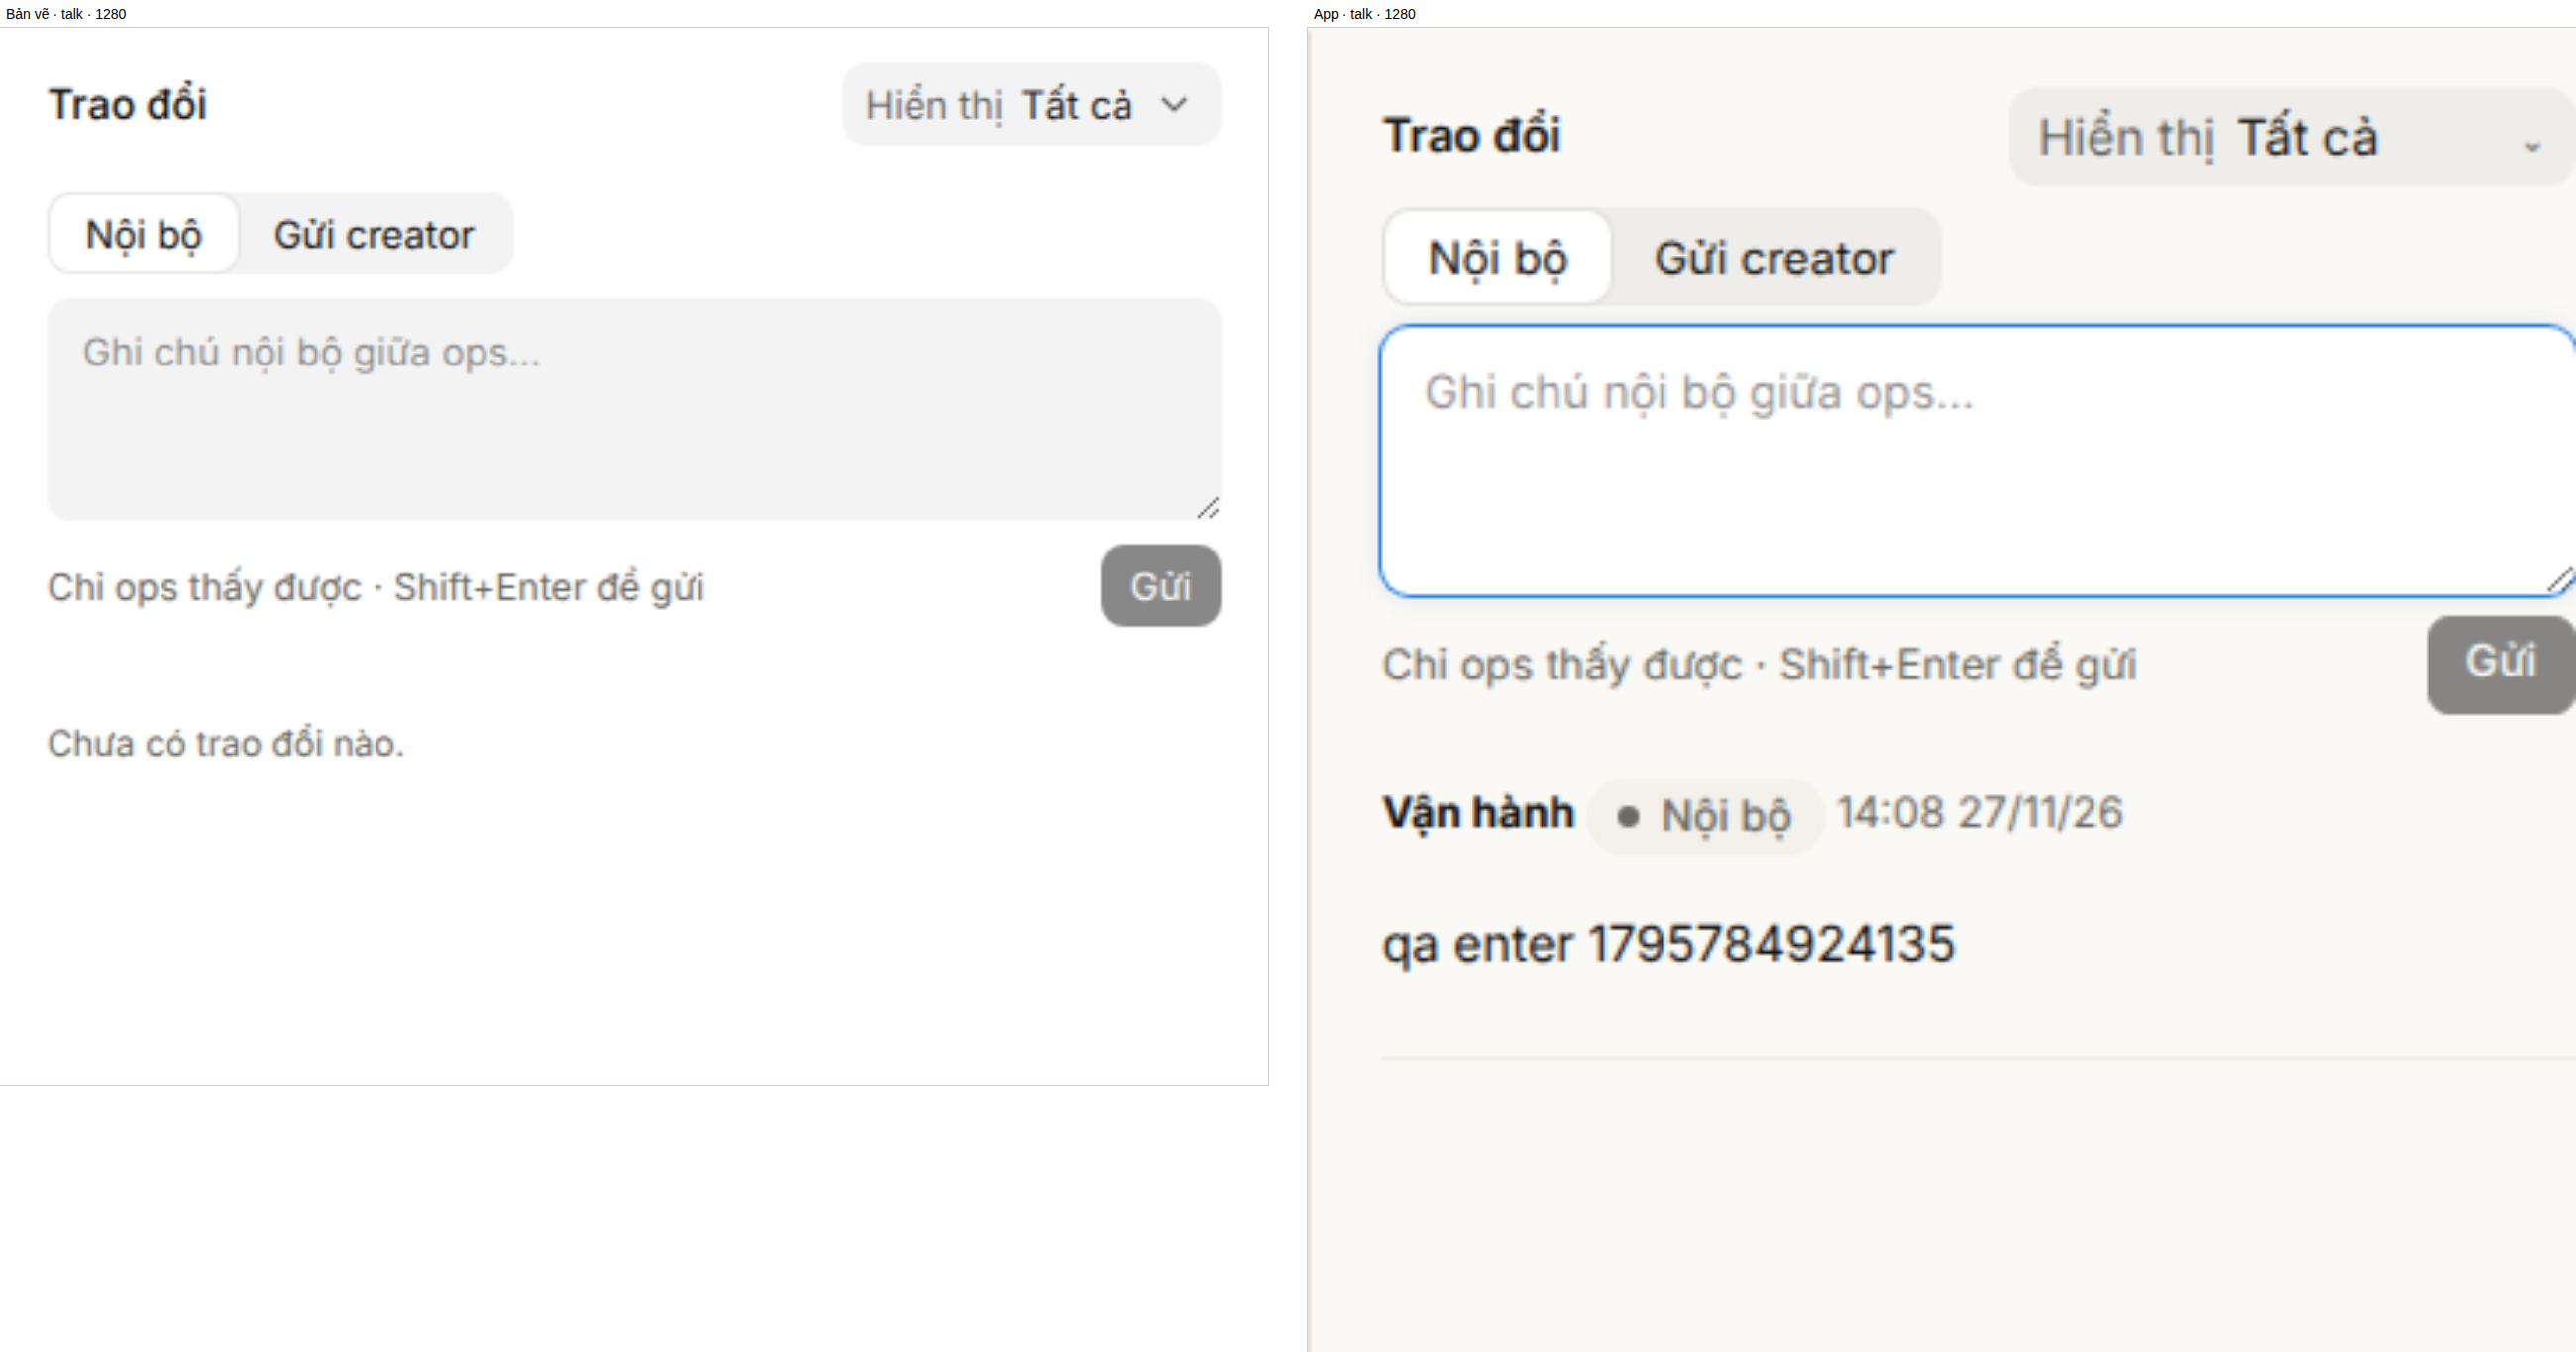 Bản vẽ · talk · 1280
Trao đổi
Hiển thị Tất cả
Nội bộ Gửi creator
Ghi chú nội bộ giữa ops...
Chỉ ops thấy được · Shift+Enter để gửi
Gửi
Chưa có trao đổi nào.
App · talk · 1280
Trao đổi
Hiển thị Tất cả
Nội bộ Gửi creator
Ghi chú nội bộ giữa ops...
Chỉ ops thấy được · Shift+Enter để gửi
Gửi
Vận hành Nội bộ 14:08 27/11/26
qa enter 1795784924135